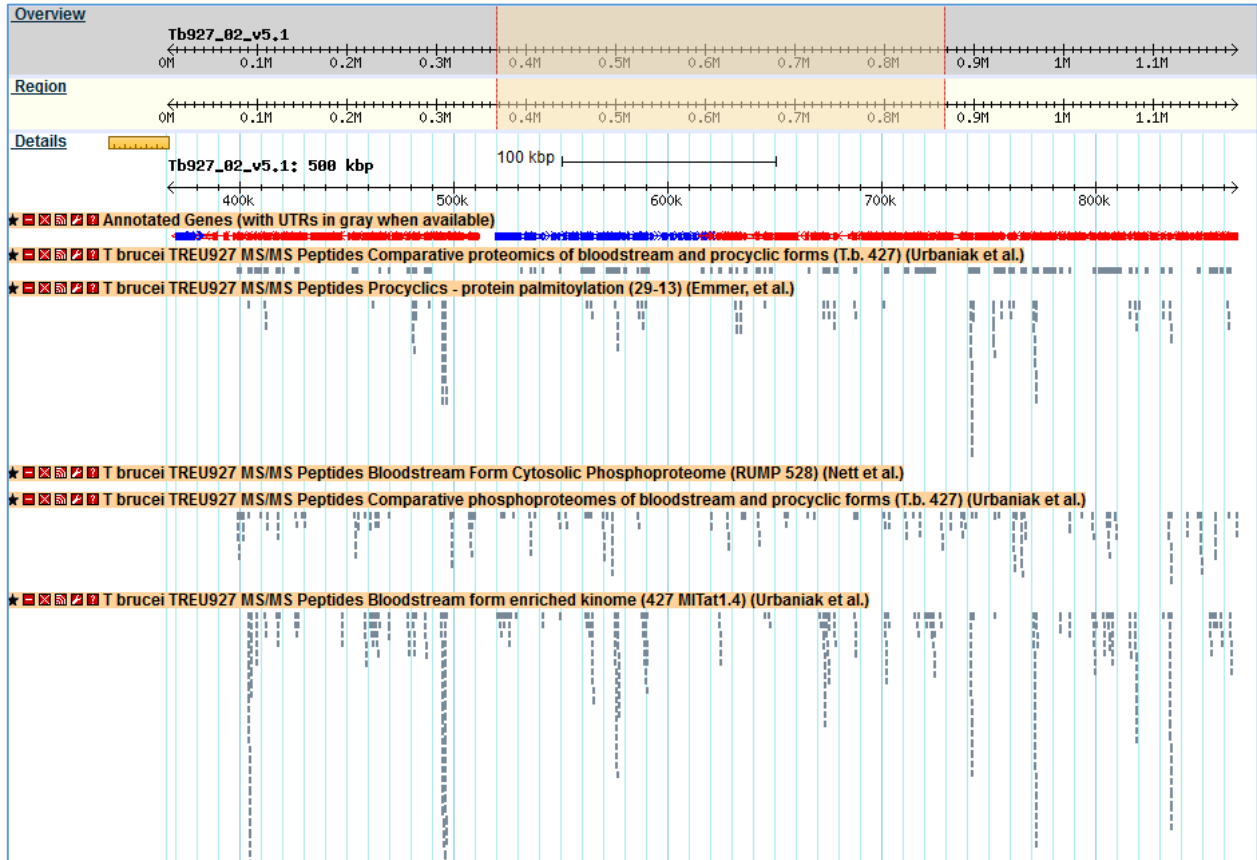 Overview
Tb927_02_v5.1
0M 0.1M 0.2M 0.3M 0.4M 0.5M 0.6M 0.7M 0.8M 0.9M 1M 1.1M
Region
0M 0.1M 0.2M 0.3M 0.4M 0.5M 0.6M 0.7M 0.8M 0.9M 1M 1.1M
Details
100 kbp
Tb927_02_v5.1: 500 kbp
400k 500k 600k 700k 800k
Annotated Genes (with UTRs in gray when available)
T brucei TREU927 MS/MS Peptides Comparative proteomics of bloodstream and procyclic forms (T.b. 427) (Urbaniak et al.)
T brucei TREU927 MS/MS Peptides Procyclics - protein palmitoylation (29-13) (Emmer, et al.)
T brucei TREU927 MS/MS Peptides Bloodstream Form Cytosolic Phosphoproteome (RUMP 528) (Nett et al.)
T brucei TREU927 MS/MS Peptides Comparative phosphoproteomes of bloodstream and procyclic forms (T.b. 427) (Urbaniak et al.)
T brucei TREU927 MS/MS Peptides Bloodstream form enriched kinome (427 MITat1.4) (Urbaniak et al.)